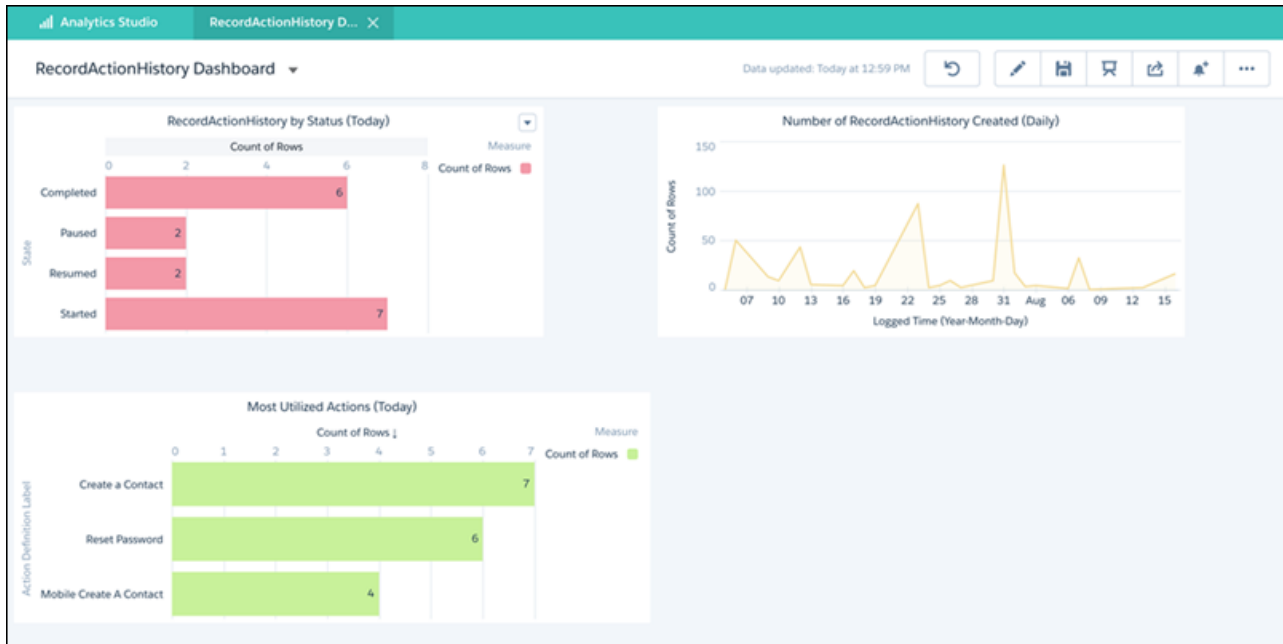 Analytics Studio
RecordActionHistory D...
RecordActionHistory Dashboard
Data updated: Today at 12:59 PM
RecordActionHistory by Status (Today)
Count of Rows
Measure
0 2 4 6 8
Count of Rows
State
Completed 6
Paused 2
Resumed 2
Started 7
Number of RecordActionHistory Created (Daily)
Count of Rows
150
100
50
0
07 10 13 16 19 22 25 28 31 Aug 06 09 12 15
Logged Time (Year-Month-Day)
Most Utilized Actions (Today)
Count of Rows ↓
Measure
0 1 2 3 4 5 6 7
Count of Rows
Action Definition Label
Create a Contact 7
Reset Password 6
Mobile Create A Contact 4